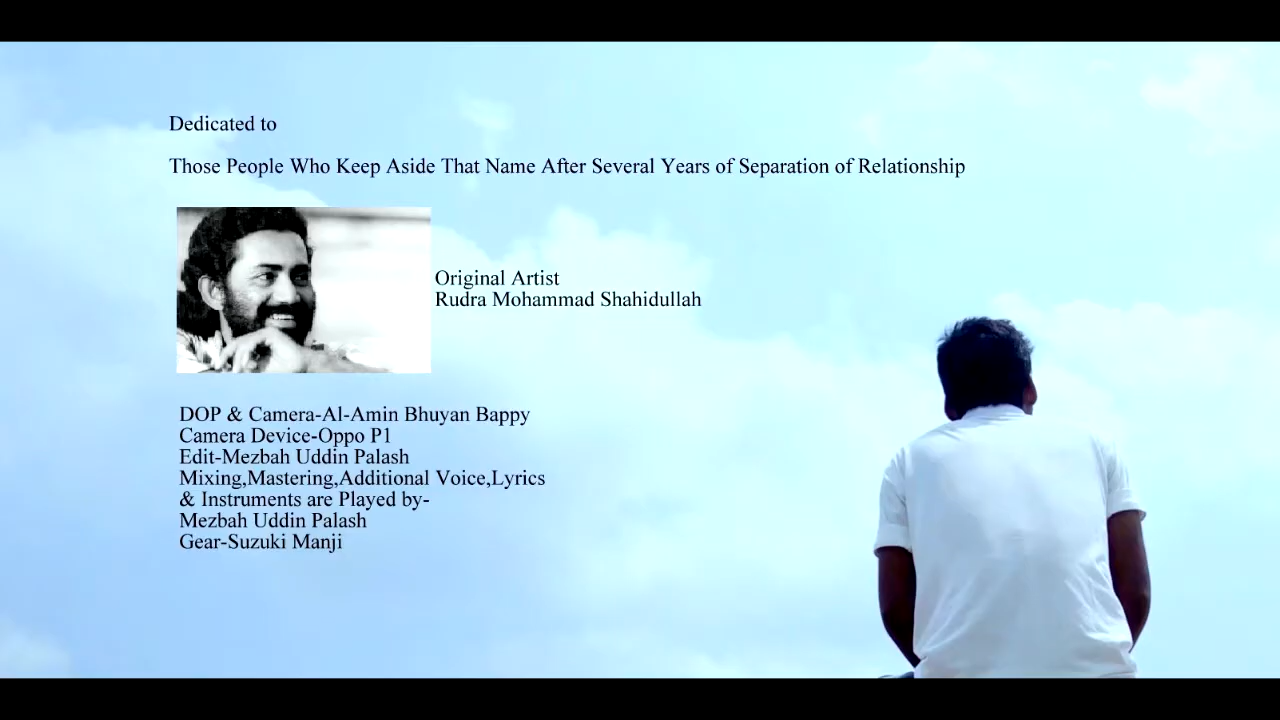 Dedicated to
Those People Who Keep Aside That Name After Several Years of Separation of Relationship
Original Artist
Rudra Mohammad Shahidullah
DOP & Camera-Al-Amin Bhuyan Bappy
Camera Device-Oppo P1
Edit-Mezbah Uddin Palash
Mixing,Mastering,Additional Voice,Lyrics
& Instruments are Played by-
Mezbah Uddin Palash
Gear-Suzuki Manji